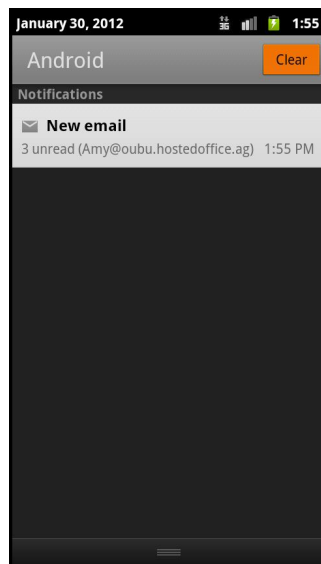 January 30, 2012 3G 1:55
Android Clear
Notifications
New email
3 unread (Amy@oubu.hostedoffice.ag) 1:55 PM